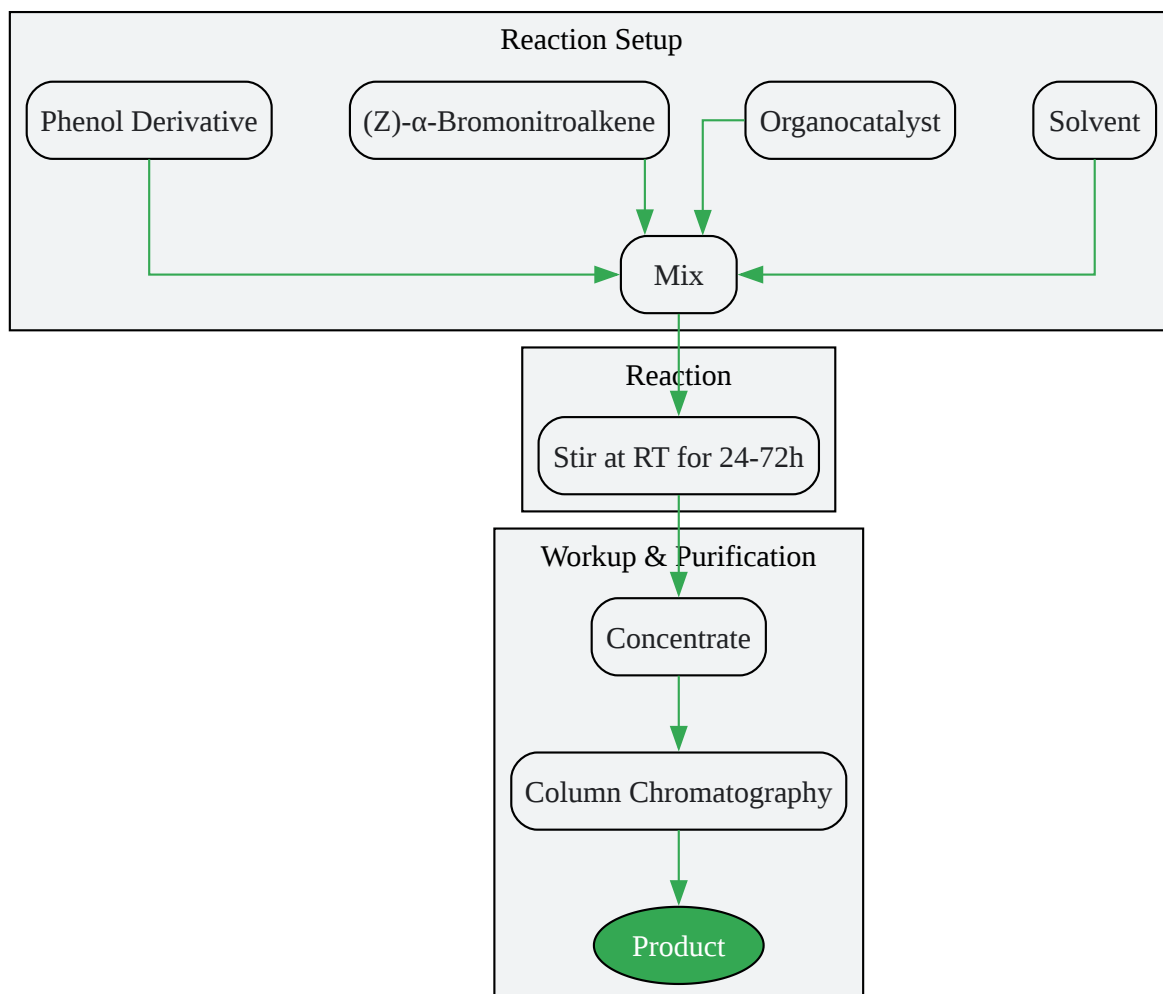 Reaction Setup
Phenol Derivative
(Z)-α-Bromonitroalkene
Organocatalyst
Solvent
Mix
Reaction
Stir at RT for 24-72h
Workup & Purification
Concentrate
Column Chromatography
Product